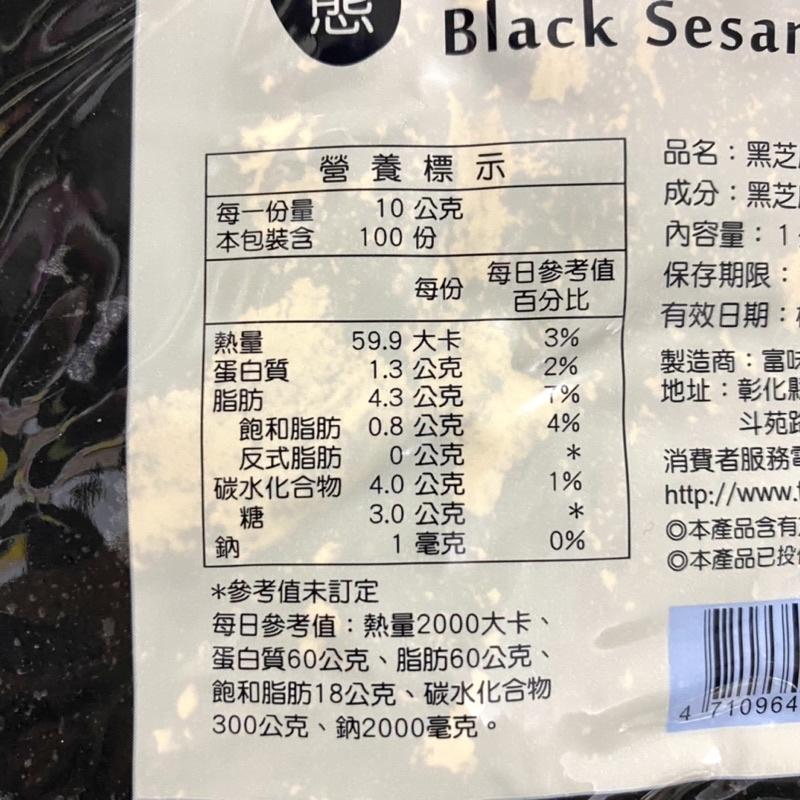 熊
Black Sesam
營養標示
每一份量 10 公克
本包裝含 100 份
每份 每日參考值百分比
熱量 59.9 大卡 3%
蛋白質 1.3 公克 2%
脂肪 4.3 公克 7%
飽和脂肪 0.8 公克 4%
反式脂肪 0 公克 *
碳水化合物 4.0 公克 1%
糖 3.0 公克 *
鈉 1 毫克 0%
*參考值未訂定
每日參考值：熱量2000大卡、
蛋白質60公克、脂肪60公克、
飽和脂肪18公克、碳水化合物
300公克、鈉2000毫克。
品名：黑芝
成分：黑芝
內容量：1
保存期限：
有效日期：
製造商：富味
地址：彰化縣
斗苑路
消費者服務電
http://www.
◎本產品含有
◎本產品已投
4 710964